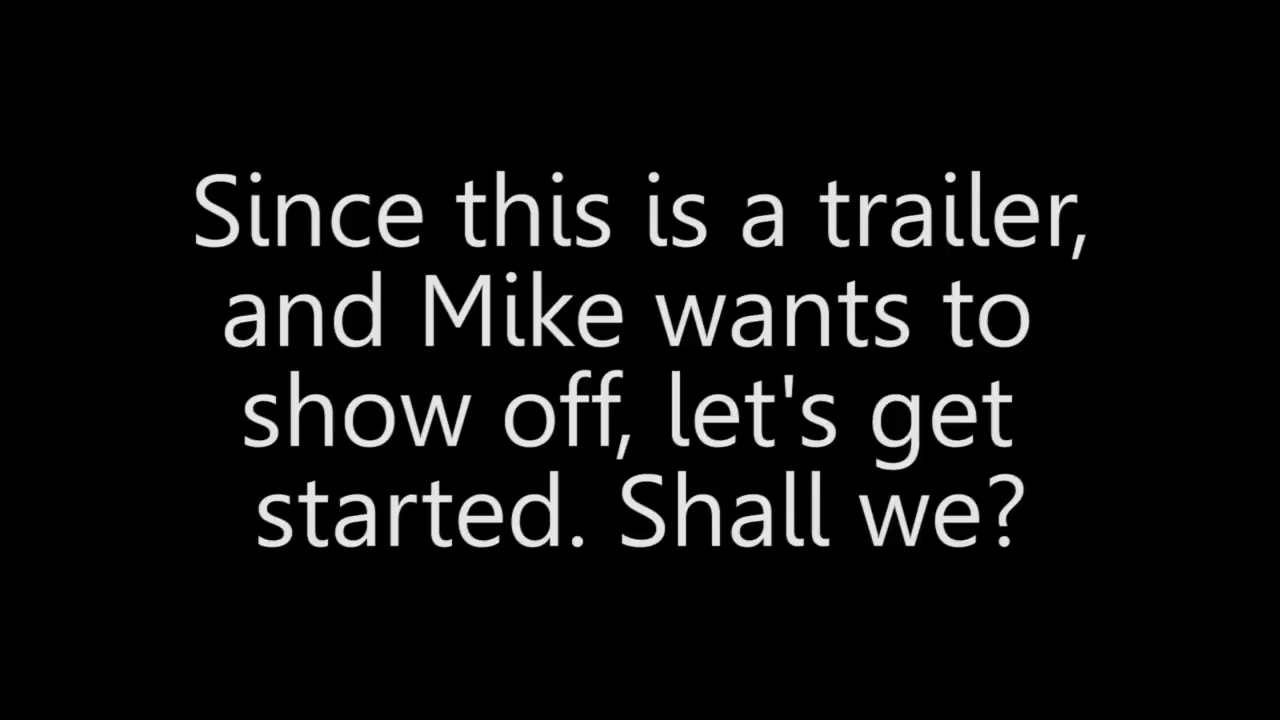 Since this is a trailer,
and Mike wants to
show off, let's get
started. Shall we?